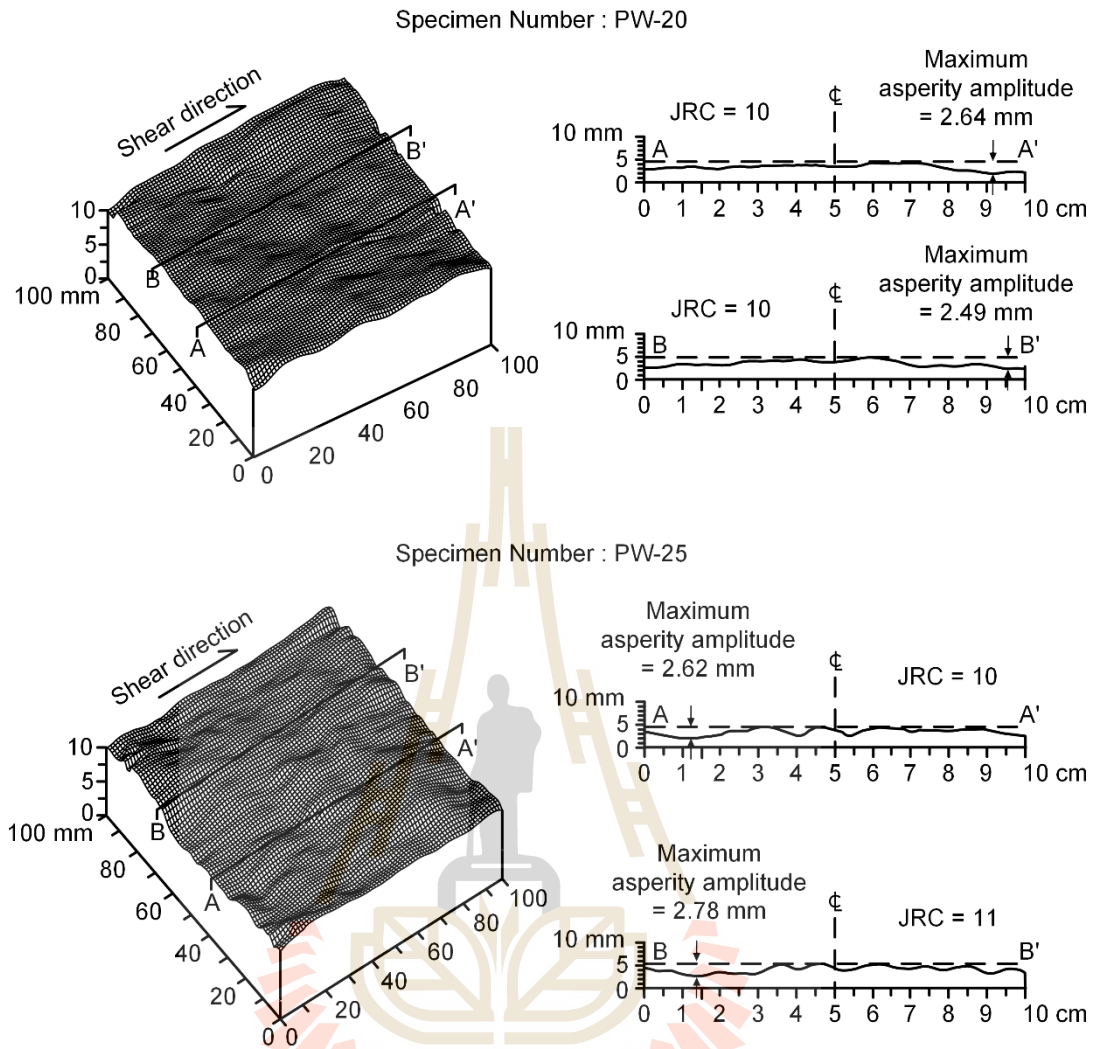 Specimen Number : PW-20
Shear direction
B'
A'
B
A
10
5
0
100 mm
80
60
40
20
0
0
20
40
60
80
100
JRC = 10
℄
Maximum
asperity amplitude
= 2.64 mm
10 mm
5
0
A
A'
0 1 2 3 4 5 6 7 8 9 10 cm
JRC = 10
℄
Maximum
asperity amplitude
= 2.49 mm
10 mm
5
0
B
B'
0 1 2 3 4 5 6 7 8 9 10 cm
Specimen Number : PW-25
Shear direction
B'
A'
B
A
10
5
0
100 mm
80
60
40
20
0
0
20
40
60
80
100
Maximum
asperity amplitude
= 2.62 mm
℄
JRC = 10
10 mm
5
0
A
A'
0 1 2 3 4 5 6 7 8 9 10 cm
Maximum
asperity amplitude
= 2.78 mm
℄
JRC = 11
10 mm
5
0
B
B'
0 1 2 3 4 5 6 7 8 9 10 cm